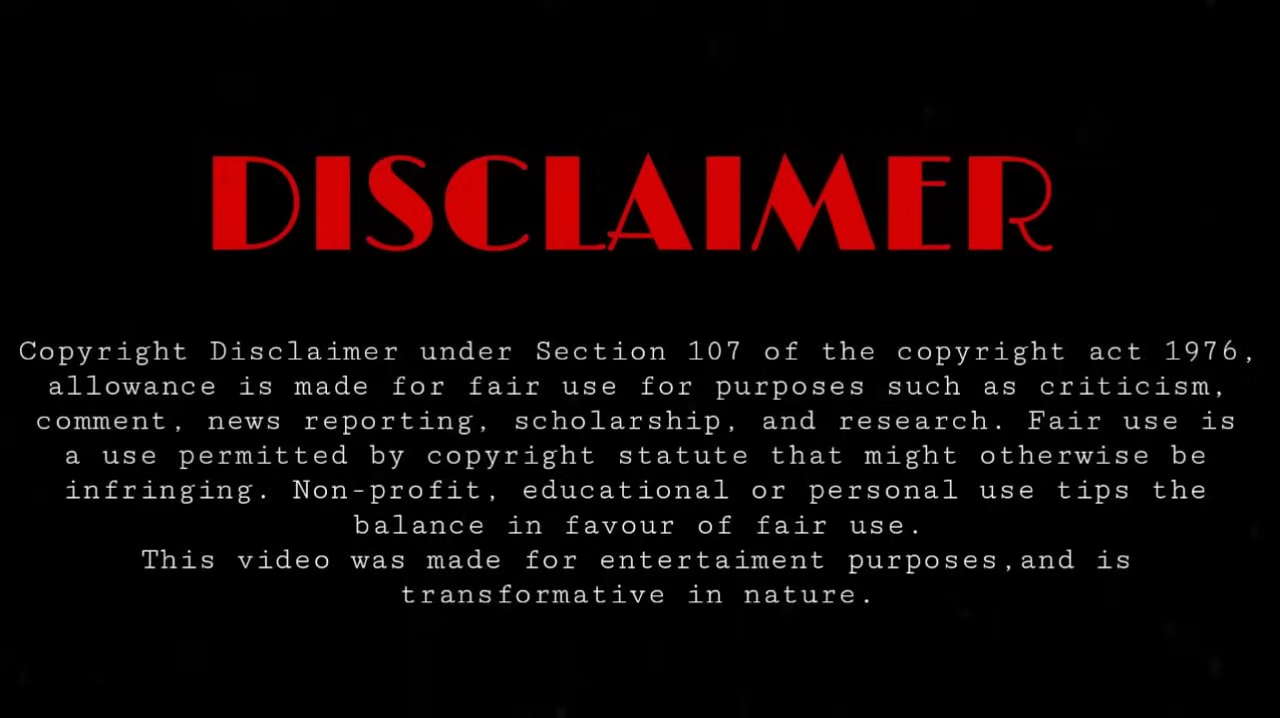 DISCLAIMER
Copyright Disclaimer under Section 107 of the copyright act 1976,
allowance is made for fair use for purposes such as criticism,
comment, news reporting, scholarship, and research. Fair use is
a use permitted by copyright statute that might otherwise be
infringing. Non-profit, educational or personal use tips the
balance in favour of fair use.
This video was made for entertaiment purposes,and is
transformative in nature.